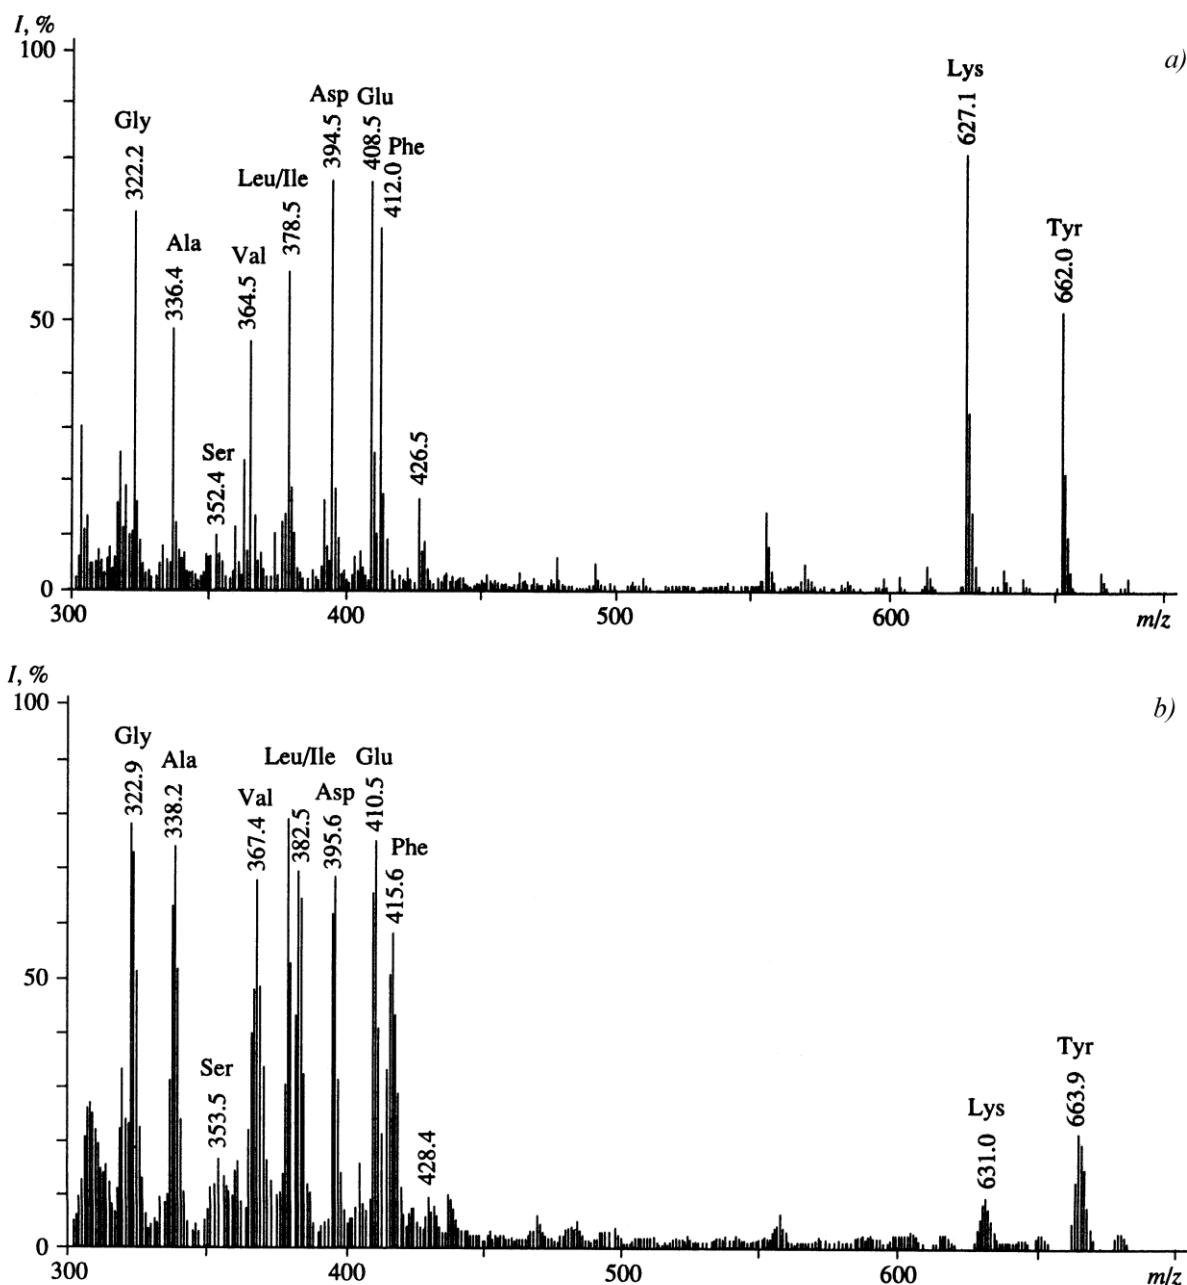 I, %
a)
100
Lys
627.1
Asp
394.5
Glu
408.5
Phe
412.0
Gly
322.2
Leu/Ile
378.5
Ala
336.4
Val
364.5
Tyr
662.0
50
Ser
352.4
426.5
0
300
400
500
600
m/z
I, %
b)
100
Gly
322.9
Ala
338.2
Leu/Ile
382.5
Glu
410.5
Val
367.4
Asp
395.6
Phe
415.6
50
Ser
353.5
428.4
Lys
631.0
Tyr
663.9
0
300
400
500
600
m/z